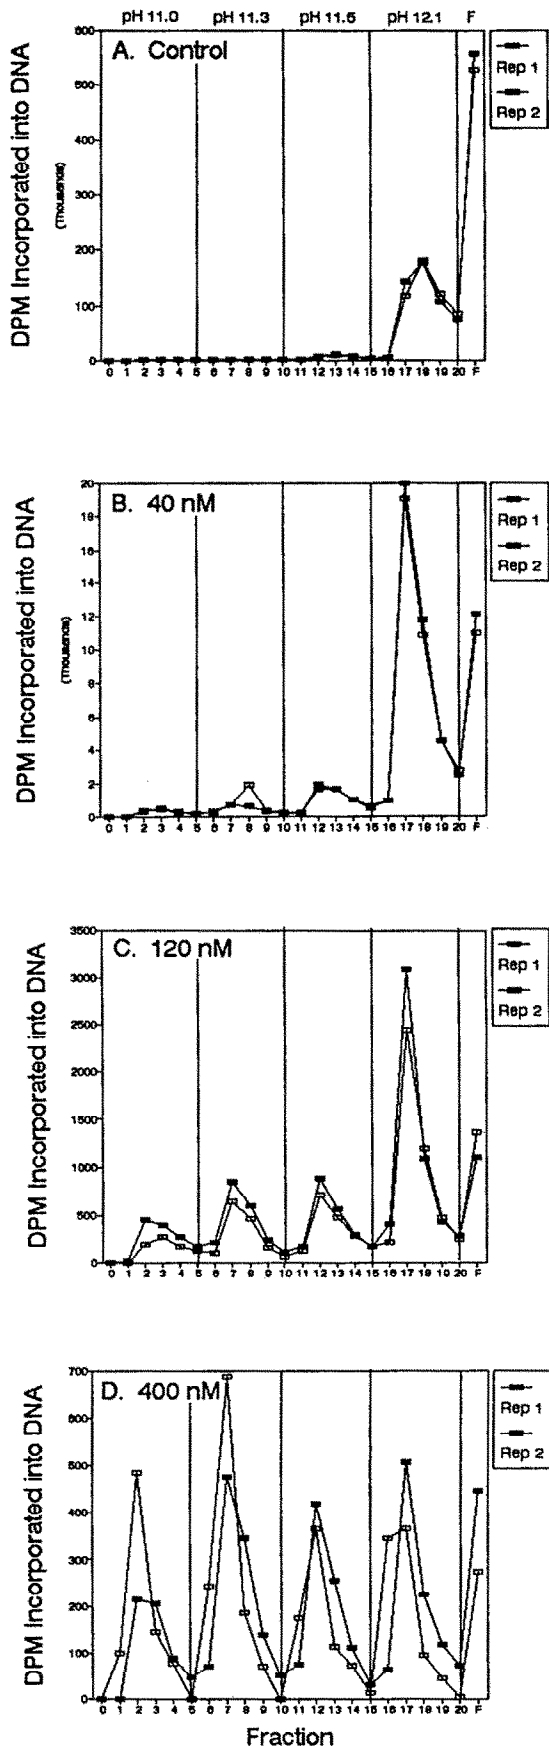 pH 11.0 pH 11.3 pH 11.5 pH 12.1 F
A. Control
DPM Incorporated into DNA
(Thousands)
600
500
400
300
200
100
0
0 1 2 3 4 5 6 7 8 9 10 11 12 13 14 15 16 17 18 19 20 F
Rep 1
Rep 2
B. 40 nM
DPM Incorporated into DNA
(Thousands)
20
18
16
14
12
10
8
6
4
2
0
0 1 2 3 4 5 6 7 8 9 10 11 12 13 14 15 16 17 18 19 20 F
Rep 1
Rep 2
C. 120 nM
DPM Incorporated into DNA
3500
3000
2500
2000
1500
1000
500
0
0 1 2 3 4 5 6 7 8 9 10 11 12 13 14 15 16 17 18 19 20 F
Rep 1
Rep 2
D. 400 nM
DPM Incorporated into DNA
700
600
500
400
300
200
100
0
0 1 2 3 4 5 6 7 8 9 10 11 12 13 14 15 16 17 18 19 20 F
Rep 1
Rep 2
Fraction